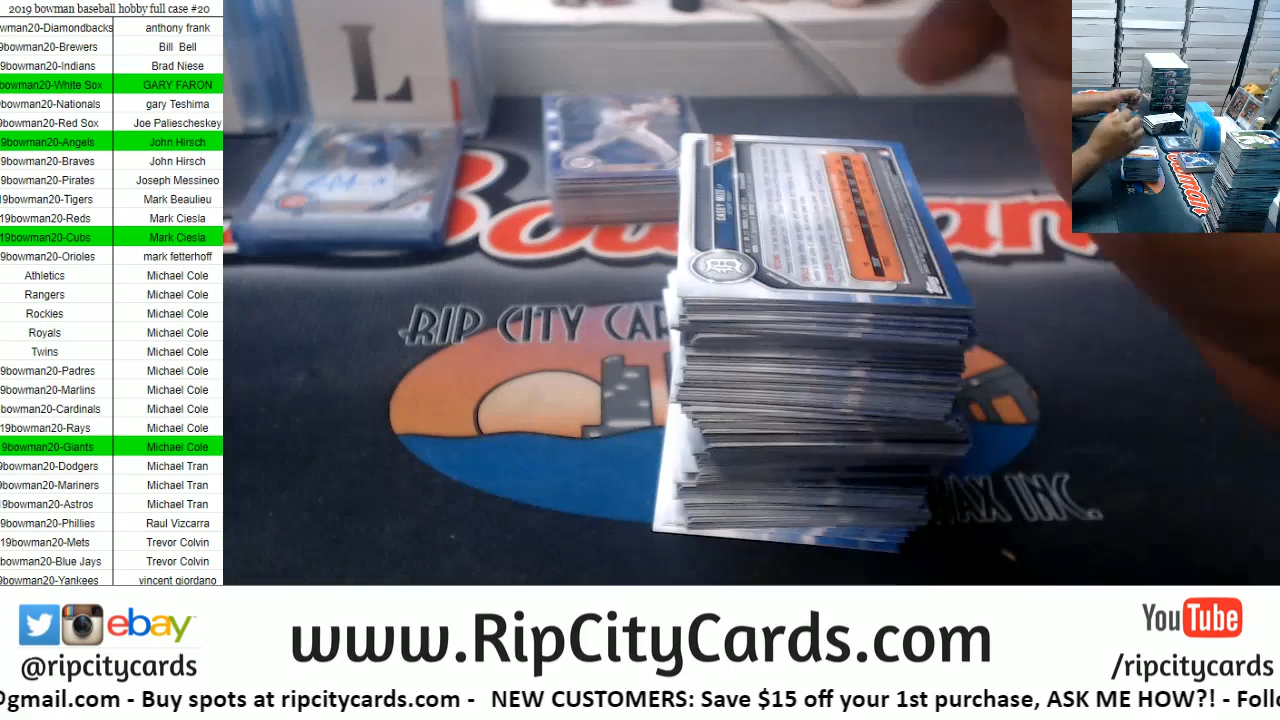 2019 bowman baseball hobby full case #20
wman20-Diamondbacks anthony frank
9bowman20-Brewers Bill Bell
9bowman20-Indians Brad Niese
bowman20-White Sox GARY FARON
bowman20-Nationals gary Teshima
9bowman20-Red Sox Joe Paliescheskey
9bowman20-Angels John Hirsch
9bowman20-Braves John Hirsch
9bowman20-Pirates Joseph Messineo
19bowman20-Tigers Mark Beaulieu
19bowman20-Reds Mark Ciesla
19bowman20-Cubs Mark Ciesla
9bowman20-Orioles mark fetterhoff
Athletics Michael Cole
Rangers Michael Cole
Rockies Michael Cole
Royals Michael Cole
Twins Michael Cole
9bowman20-Padres Michael Cole
9bowman20-Marlins Michael Cole
bowman20-Cardinals Michael Cole
19bowman20-Rays Michael Cole
9bowman20-Giants Michael Cole
9bowman20-Dodgers Michael Tran
9bowman20-Mariners Michael Tran
19bowman20-Astros Michael Tran
9bowman20-Phillies Raul Vizcarra
19bowman20-Mets Trevor Colvin
bowman20-Blue Jays Trevor Colvin
9bowman20-Yankees vincent giordano
L
Bowman
CASEY MIZE
RIP CITY CAR
MAX INC.
Bowman
ebay
@ripcitycards
www.RipCityCards.com
YouTube
/ripcitycards
@gmail.com - Buy spots at ripcitycards.com - NEW CUSTOMERS: Save $15 off your 1st purchase, ASK ME HOW?! - Follo